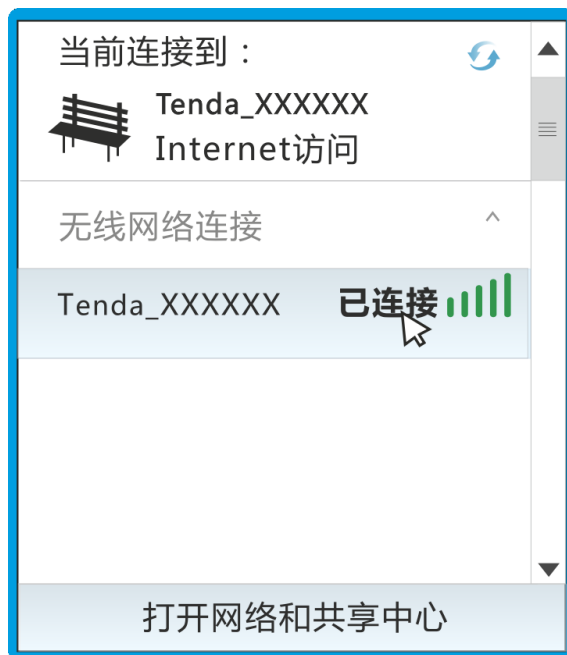 当前连接到：
Tenda_XXXXXX
Internet访问
无线网络连接
Tenda_XXXXXX 已连接
打开网络和共享中心